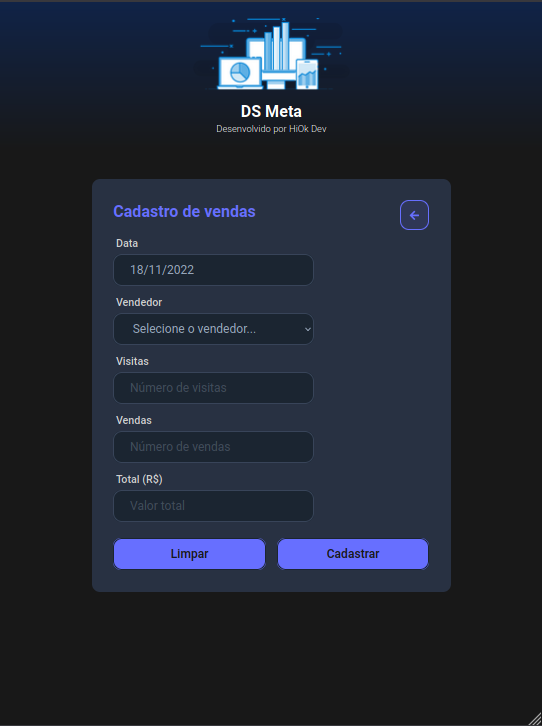 DS Meta
Desenvolvido por HiOk Dev
Cadastro de vendas
Data
18/11/2022
Vendedor
Selecione o vendedor...
Visitas
Número de visitas
Vendas
Número de vendas
Total (R$)
Valor total
Limpar
Cadastrar